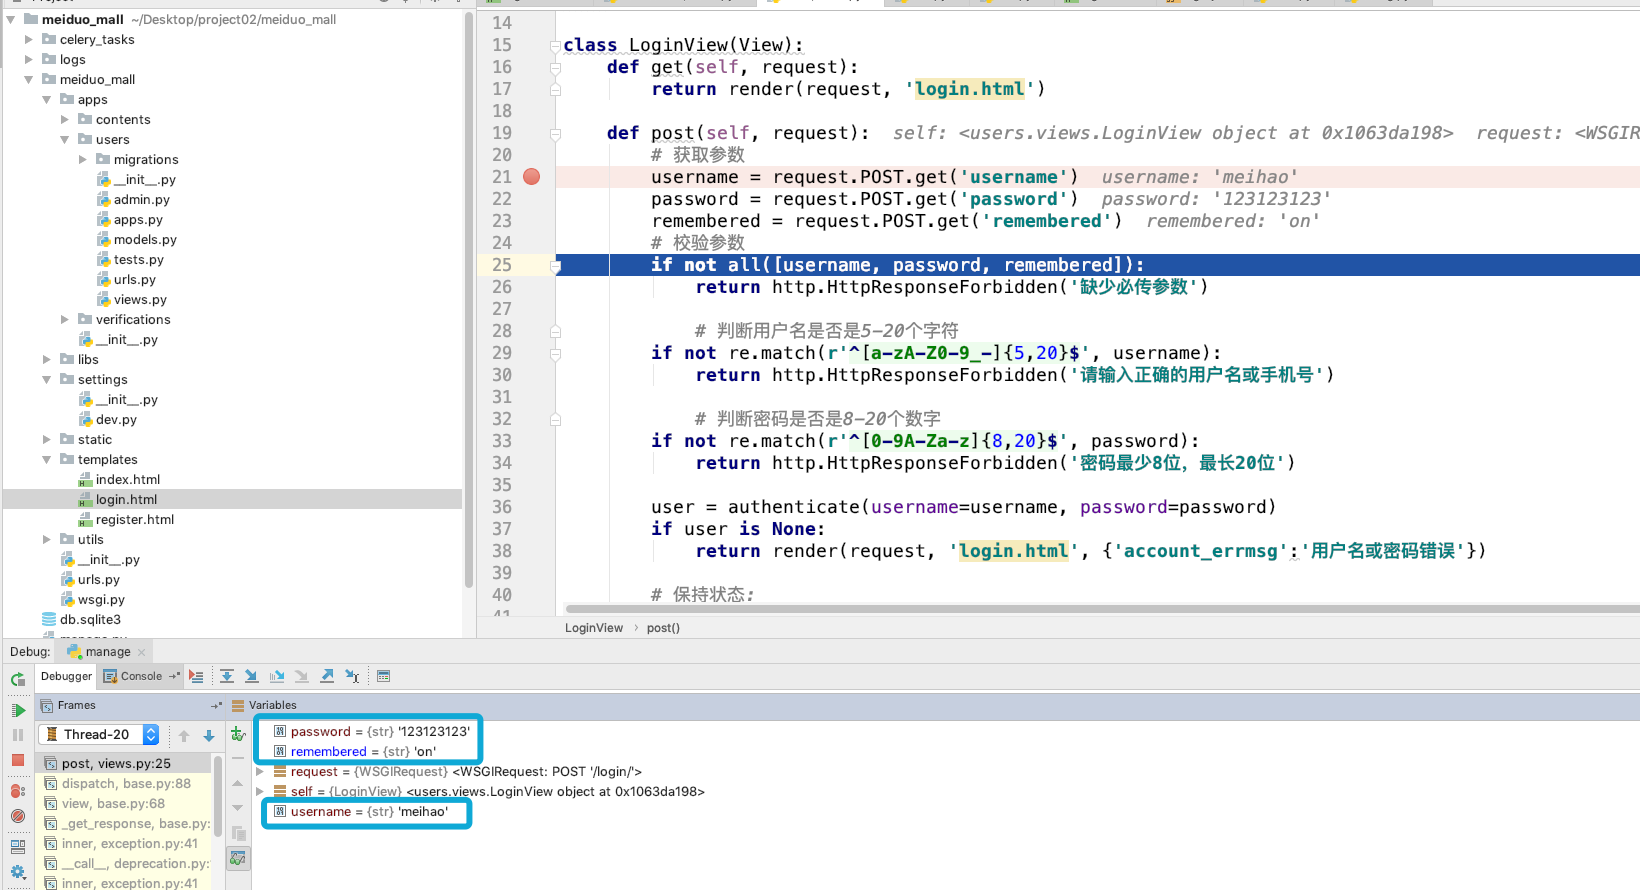 meiduo_mall ~/Desktop/project02/meiduo_mall
celery_tasks
logs
meiduo_mall
apps
contents
users
migrations
__init__.py
admin.py
apps.py
models.py
tests.py
urls.py
views.py
verifications
__init__.py
libs
settings
__init__.py
dev.py
static
templates
index.html
login.html
register.html
utils
__init__.py
urls.py
wsgi.py
db.sqlite3
14
15 class LoginView(View):
16 def get(self, request):
17 return render(request, 'login.html')
18
19 def post(self, request): self: <users.views.LoginView object at 0x1063da198> request: <WSGIR
20 # 获取参数
21 username = request.POST.get('username') username: 'meihao'
22 password = request.POST.get('password') password: '123123123'
23 remembered = request.POST.get('remembered') remembered: 'on'
24 # 校验参数
25 if not all([username, password, remembered]):
26 return http.HttpResponseForbidden('缺少必传参数')
27
28 # 判断用户名是否是5-20个字符
29 if not re.match(r'^[a-zA-Z0-9_-]{5,20}$', username):
30 return http.HttpResponseForbidden('请输入正确的用户名或手机号')
31
32 # 判断密码是否是8-20个数字
33 if not re.match(r'^[0-9A-Za-z]{8,20}$', password):
34 return http.HttpResponseForbidden('密码最少8位，最长20位')
35
36 user = authenticate(username=username, password=password)
37 if user is None:
38 return render(request, 'login.html', {'account_errmsg':'用户名或密码错误'})
39
40 # 保持状态:
LoginView › post()
Debug: manage
Debugger Console
Frames
Variables
Thread-20
post, views.py:25
dispatch, base.py:88
view, base.py:68
_get_response, base.py:
inner, exception.py:41
__call__, deprecation.py:
inner, exception.py:41
password = {str} '123123123'
remembered = {str} 'on'
request = {WSGIRequest} <WSGIRequest: POST '/login/'>
self = {LoginView} <users.views.LoginView object at 0x1063da198>
username = {str} 'meihao'